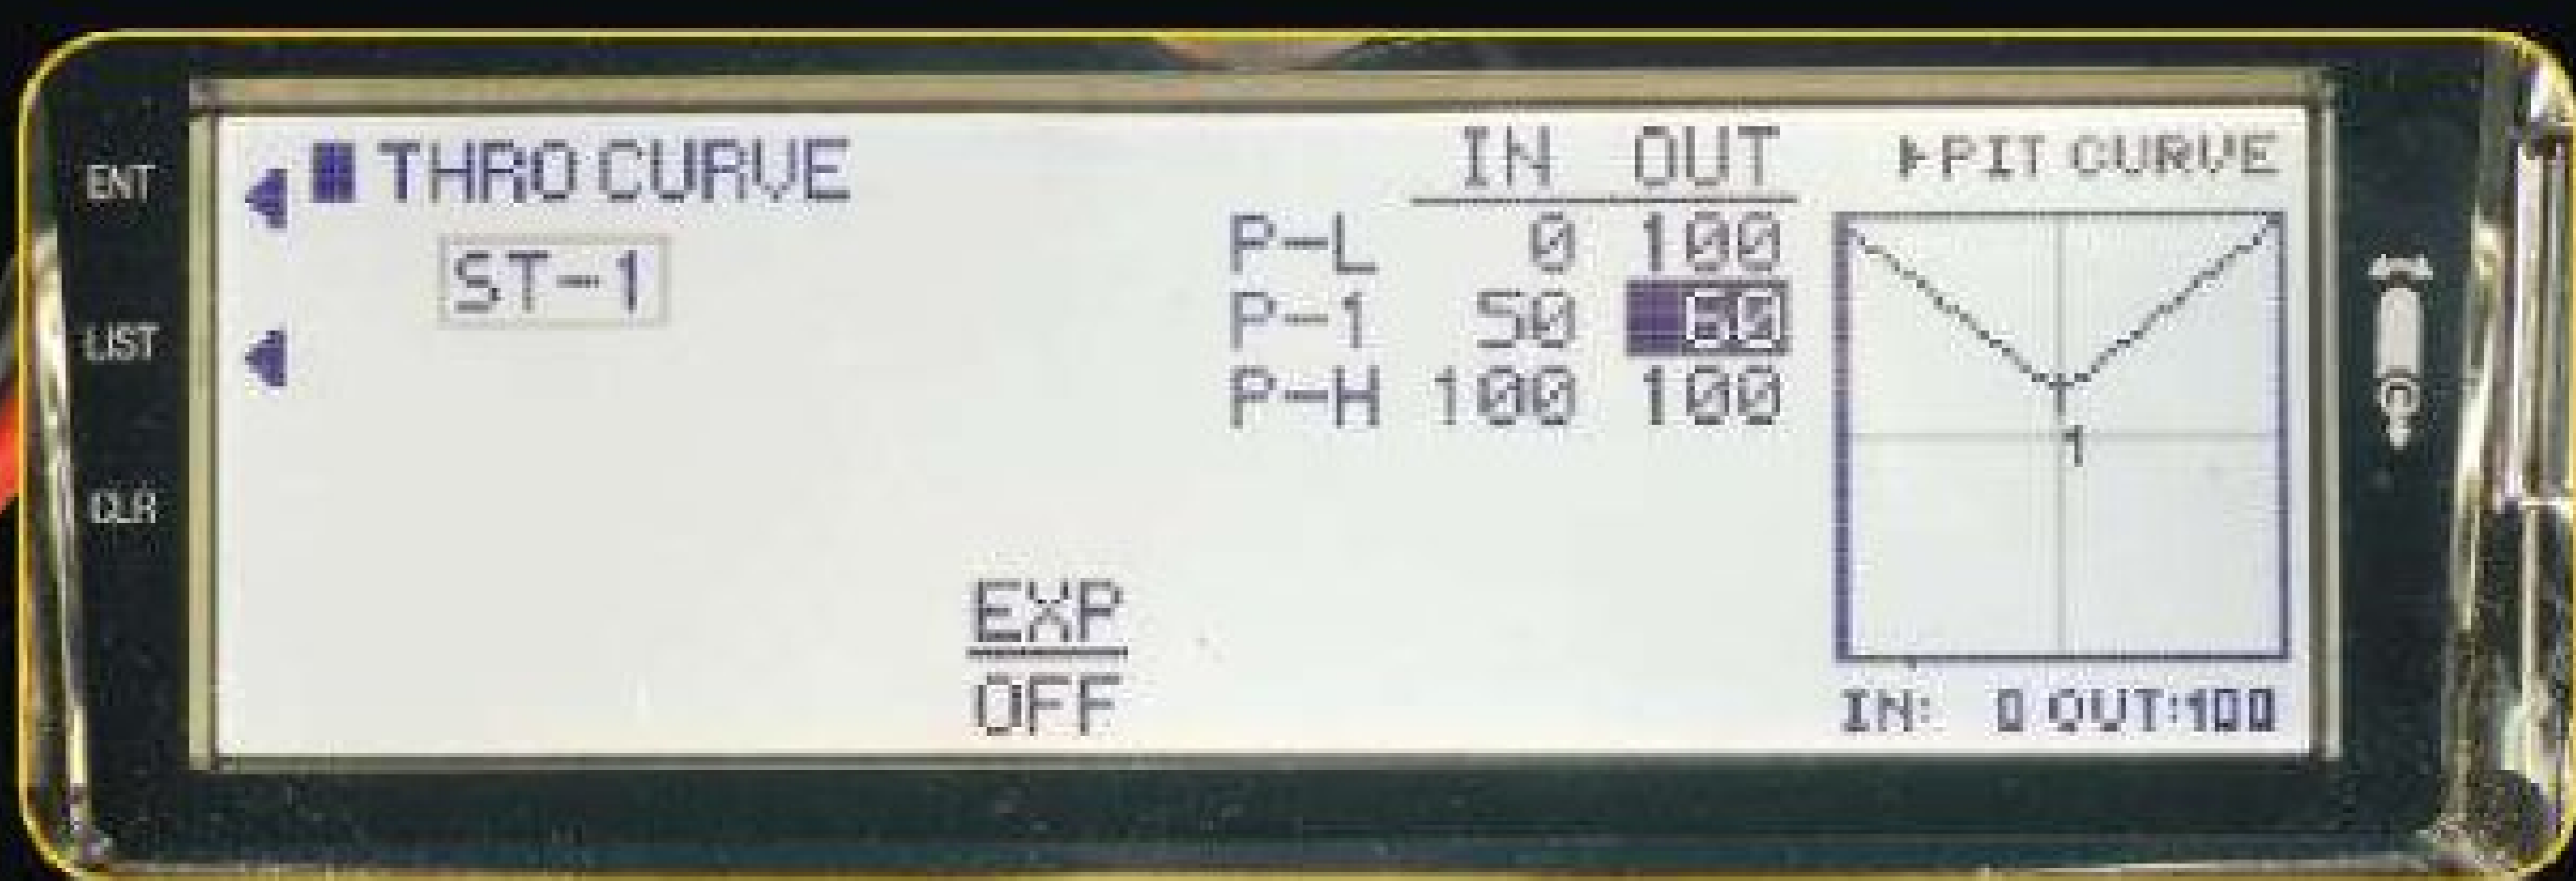 ENT
LIST
CLR
THRO CURVE
ST-1
IN OUT
P-L 0 100
P-1 50
P-H 100 100
EXP
OFF
PIT CURVE
1
IN: 0 OUT:100